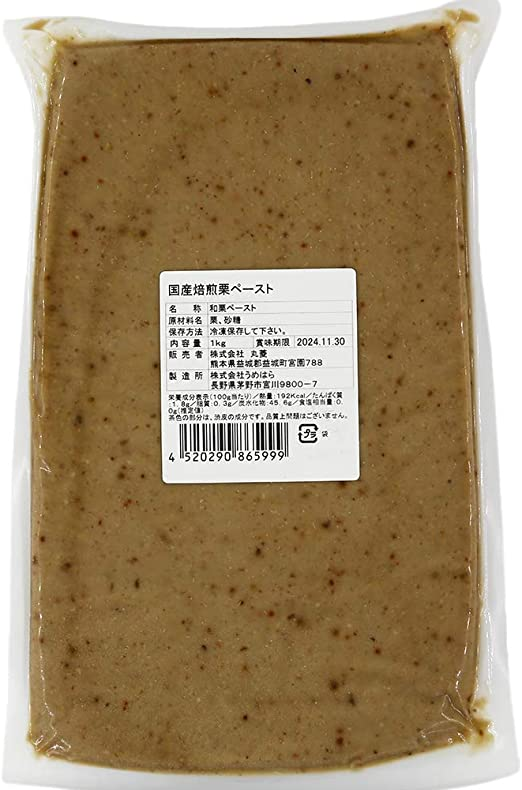 国産焙煎栗ペースト
名 称 和栗ペースト
原材料名 栗、砂糖
保存方法 冷凍保存して下さい。
内容量 1kg 賞味期限 2024.11.30
販売者 株式会社 丸菱
熊本県益城郡益城町宮園788
製造所 株式会社うめはら
長野県茅野市宮川9800-7
栄養成分表示(100g当たり)/熱量:192Kcal/たんぱく質
:1.8g/脂質:0.3g/炭水化物:45.6g/食塩相当量:0.
0g(推定値)
茶色の部分は、渋皮の成分です。品質上問題はございません。
プラ 袋
4 520290 865999